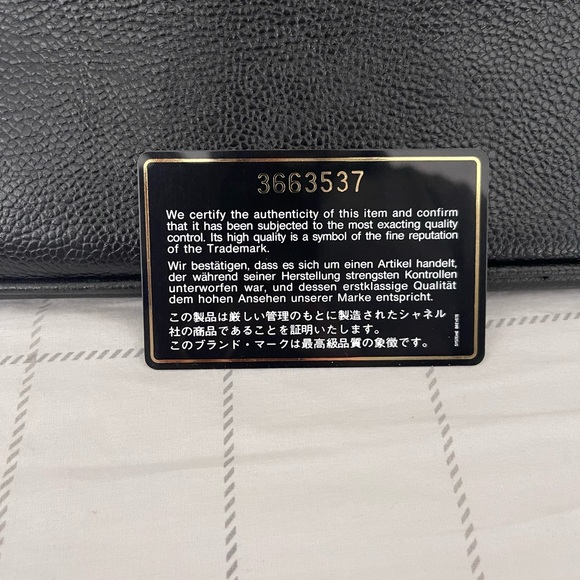 3663537
We certify the authenticity of this item and confirm
that it has been subjected to the most exacting quality
control. Its high quality is a symbol of the fine reputation
of the Trademark.
Wir bestätigen, dass es sich um einen Artikel handelt,
der während seiner Herstellung strengsten Kontrollen
unterworfen war, und dessen erstklassige Qualität
dem hohen Ansehen unserer Marke entspricht.
この製品は厳しい管理のもとに製造されたシャネル
社の商品であることを証明いたします。
このブランド・マークは最高級品質の象徴です。